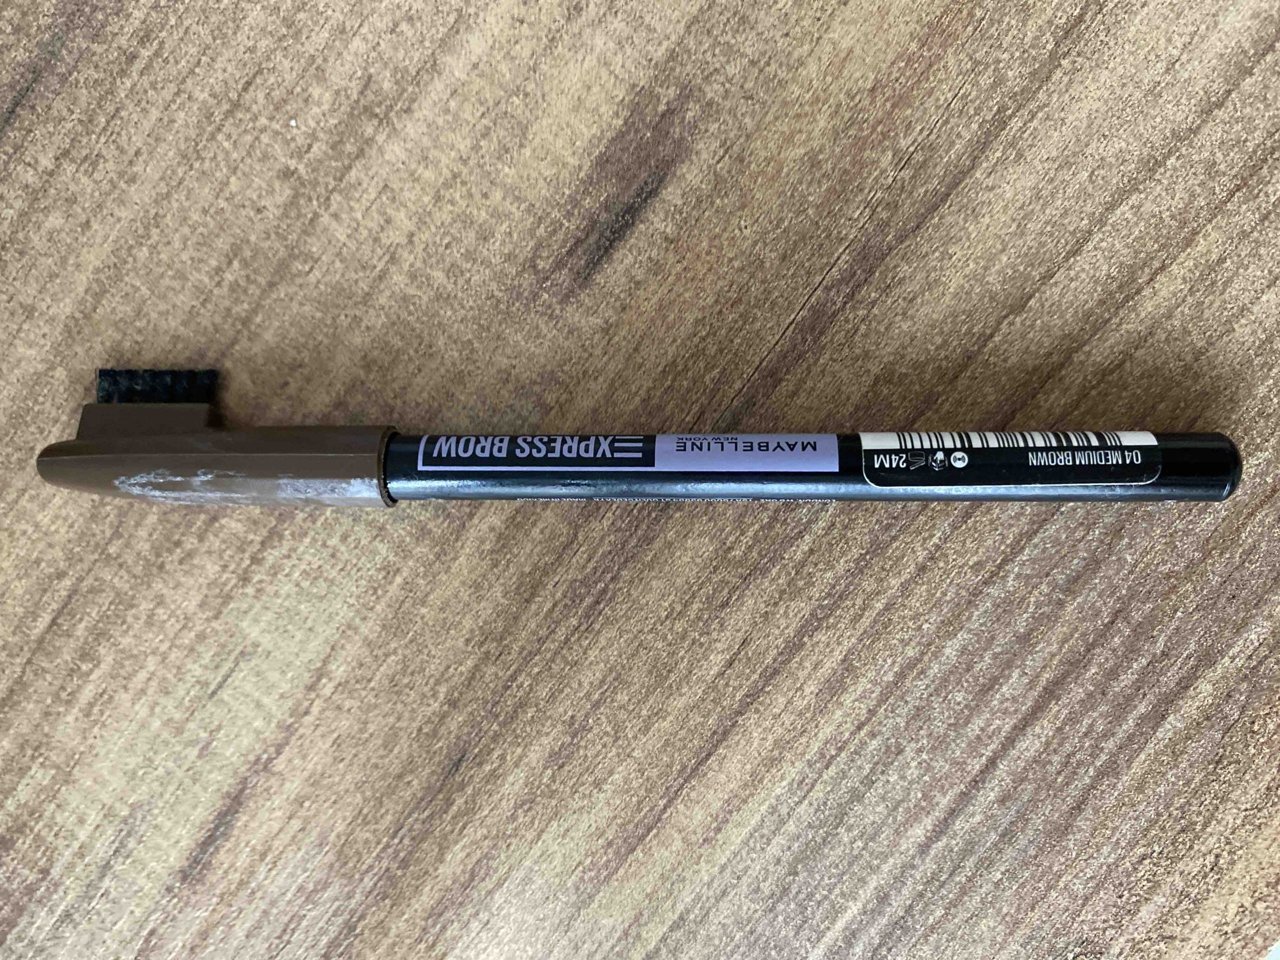 MAYBELLINE
NEW YORK
EXPRESS BROW
04 MEDIUM BROWN
24M